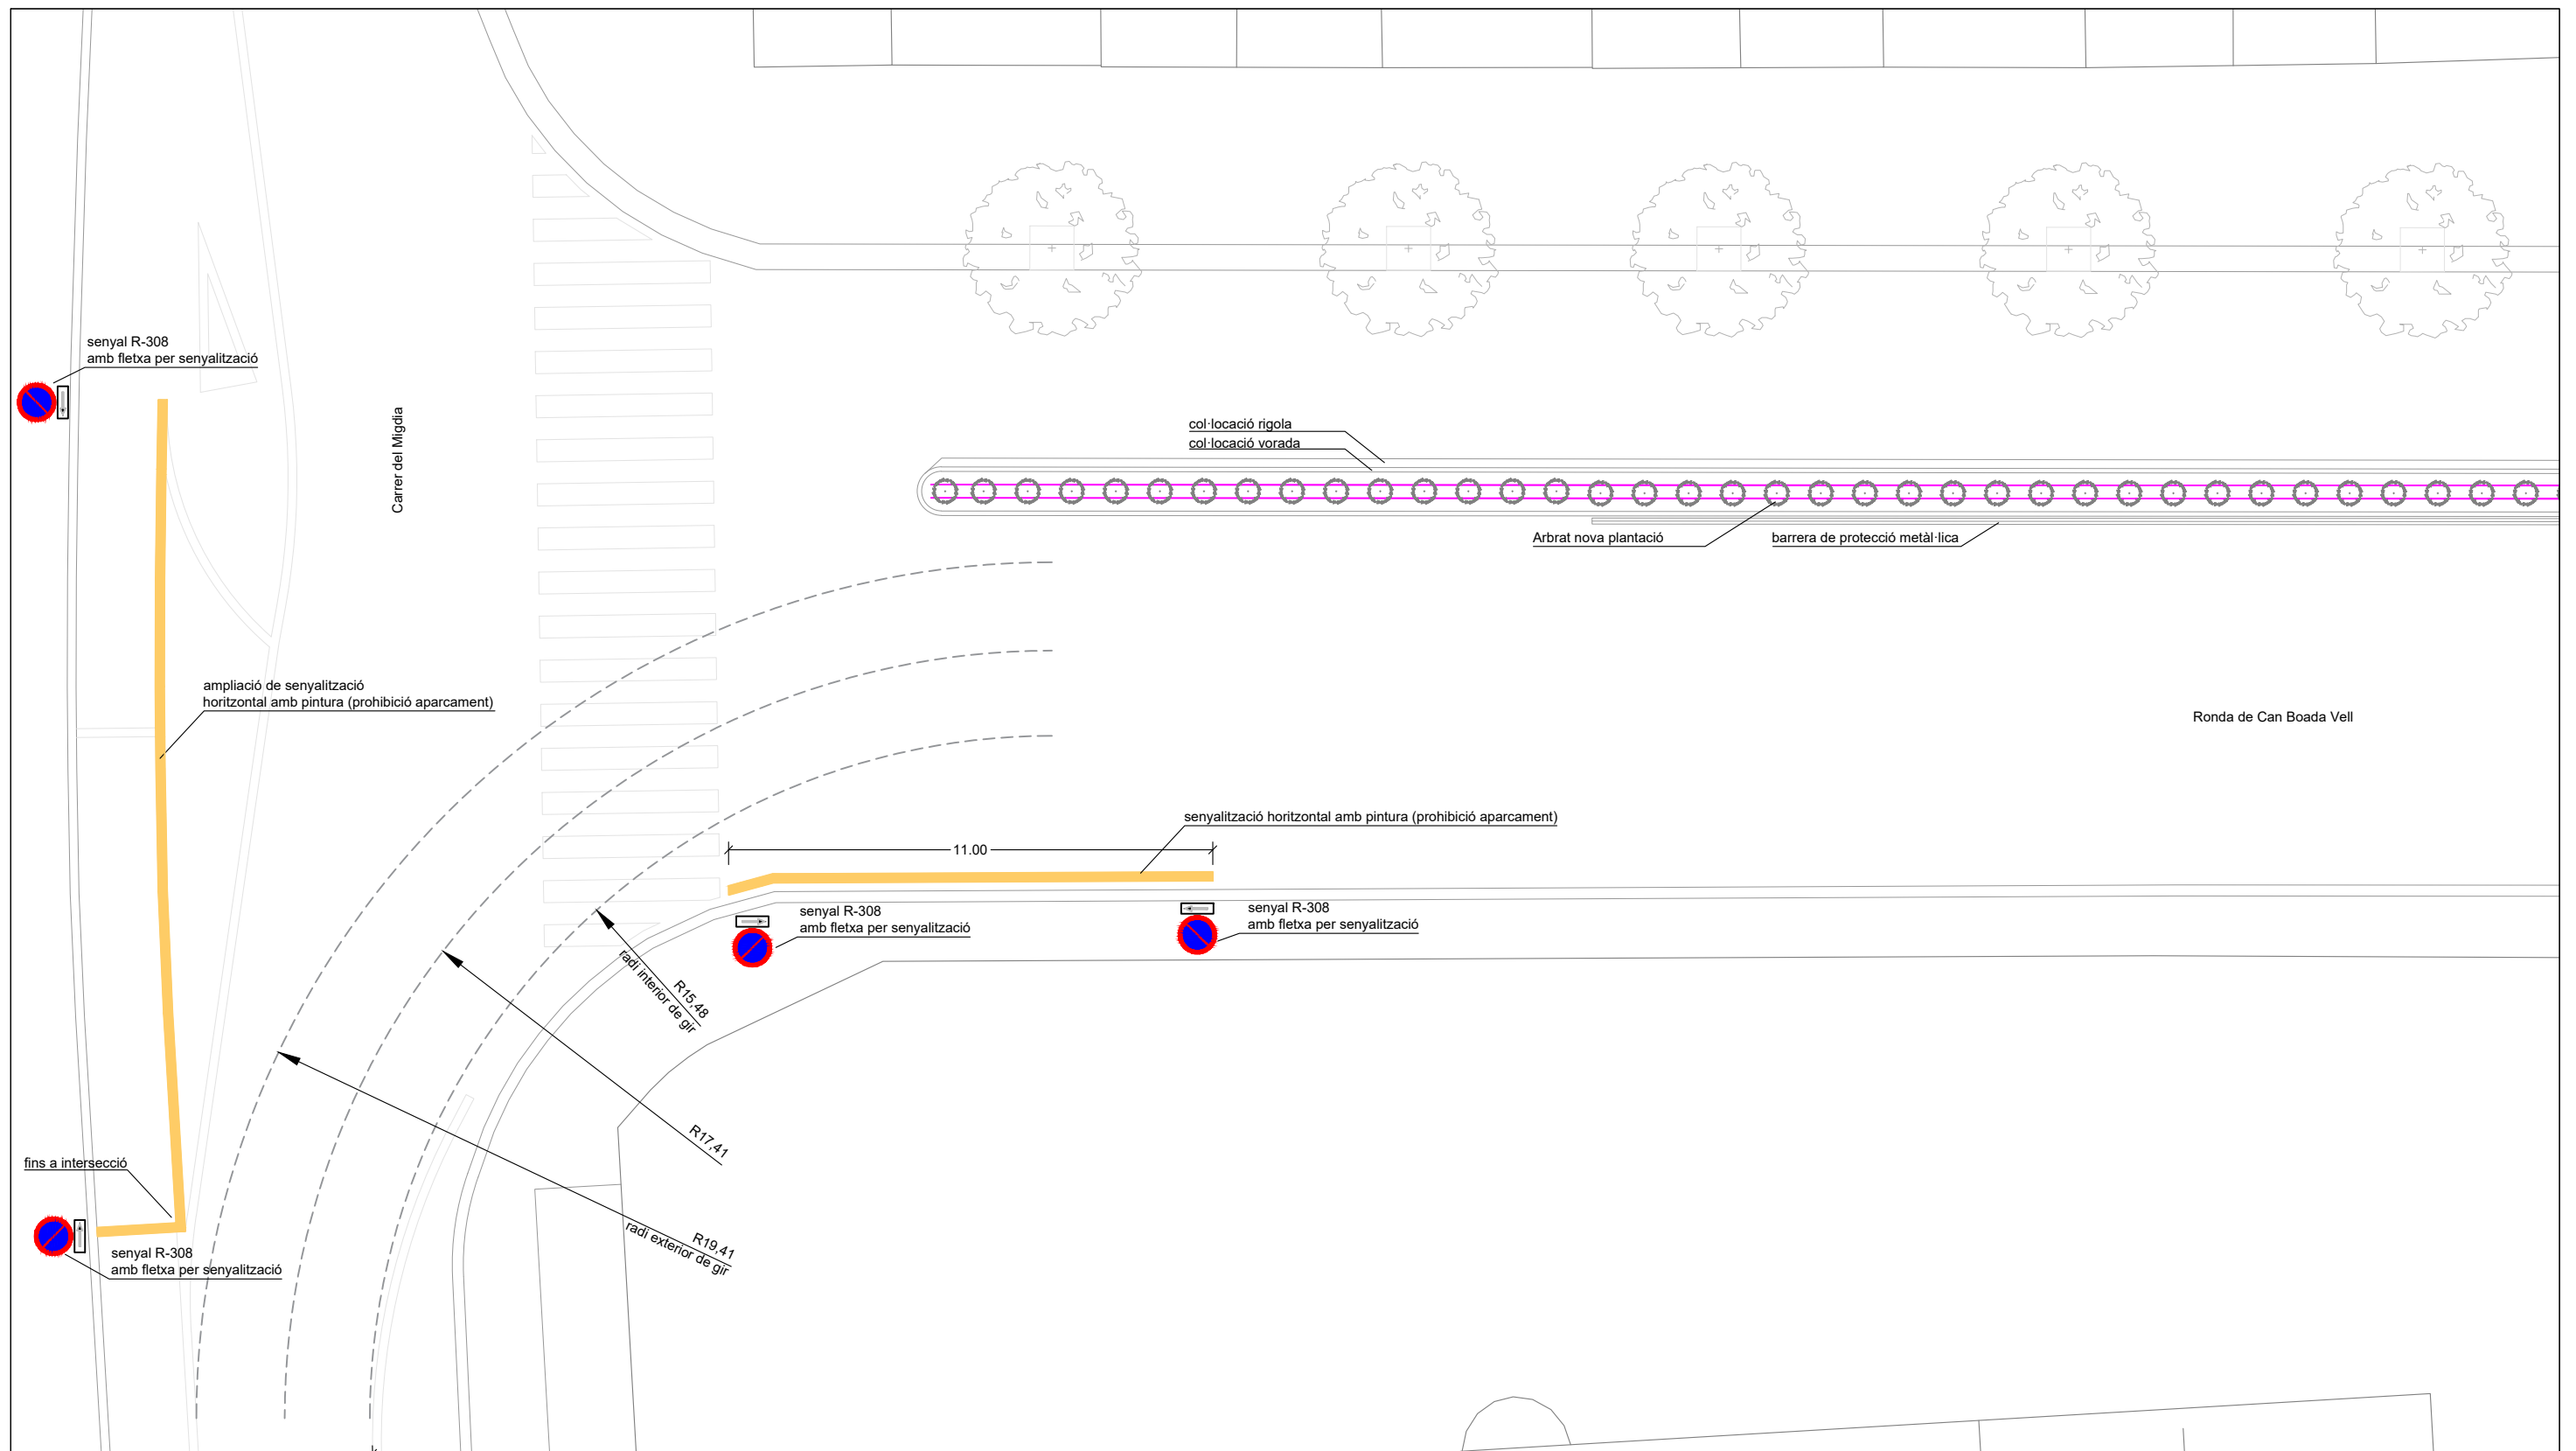 senyal R-308
amb fletxa per senyalització
Carrer del Migdia
col·locació rigola
col·locació vorada
Arbrat nova plantació
barrera de protecció metàl·lica
ampliació de senyalització
horitzontal amb pintura (prohibició aparcament)
Ronda de Can Boada Vell
senyalització horitzontal amb pintura (prohibició aparcament)
11.00
senyal R-308
amb fletxa per senyalització
senyal R-308
amb fletxa per senyalització
R15,48
radi interior de gir
R17,41
R19,41
radi exterior de gir
fins a intersecció
senyal R-308
amb fletxa per senyalització